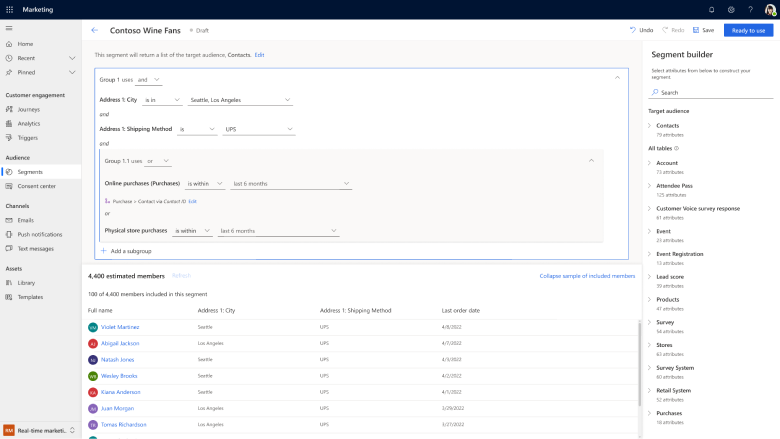 Marketing
Home
Recent
Pinned
Customer engagement
Journeys
Analytics
Triggers
Audience
Segments
Consent center
Channels
Emails
Push notifications
Text messages
Assets
Library
Templates
RM Real-time marketi...
Contoso Wine Fans Draft
Undo Redo Save Ready to use
This segment will return a list of the target audience, Contacts. Edit
Group 1 uses and
Address 1: City is in Seattle, Los Angeles
and
Address 1: Shipping Method is UPS
and
Group 1.1 uses or
Online purchases (Purchases) is within last 6 months
Purchase > Contact via Contact ID Edit
or
Physical store purchases is within last 6 months
+ Add a subgroup
4,400 estimated members Refresh Collapse sample of included members
100 of 4,400 members included in this segment
Full name Address 1: City Address 1: Shipping Method Last order date
VM Violet Martinez Seattle UPS 4/8/2022
AJ Abigail Jackson Los Angeles UPS 4/7/2022
NJ Natash Jones Seattle UPS 4/3/2022
WB Wesley Brooks Seattle UPS 4/2/2022
KA Kiana Anderson Seattle UPS 4/1/2022
JM Juan Morgan Los Angeles UPS 3/29/2022
TR Tomas Richardson Los Angeles UPS 3/21/2022
Segment builder
Select attributes from below to construct your
segment.
Search
Target audience
Contacts
79 attributes
All tables
Account
73 attributes
Attendee Pass
125 attributes
Customer Voice survey response
61 attributes
Event
23 attributes
Event Registration
13 attributes
Lead score
39 attributes
Products
47 attributes
Survey
54 attributes
Stores
63 attributes
Survey System
60 attributes
Retail System
52 attributes
Purchases
18 attributes